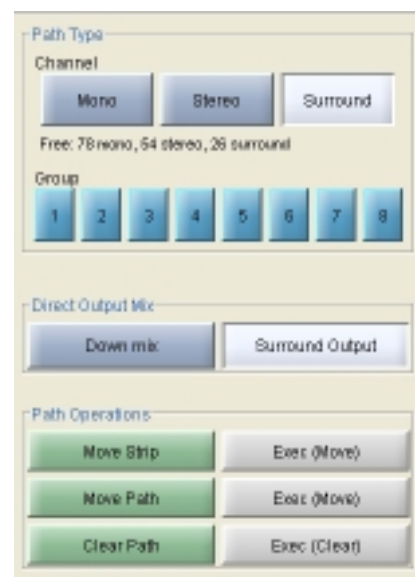 Path Type
Channel
Mono Stereo Surround
Free: 78 mono, 54 stereo, 26 surround
Group
1 2 3 4 5 6 7 8
Direct Output Mix
Down mix Surround Output
Path Operations
Move Strip Exec (Move)
Move Path Exec (Move)
Clear Path Exec (Clear)